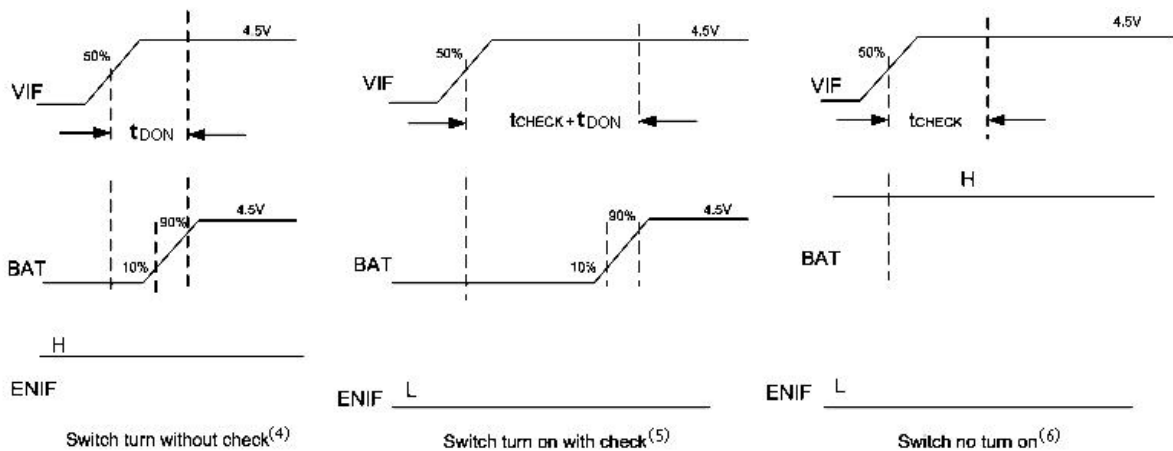 4.5V
50%
VIF
tDON
4.5V
90%
10%
BAT
H
ENIF
Switch turn without check(4)
4.5V
50%
VIF
tCHECK+tDON
90%
4.5V
10%
BAT
L
ENIF
Switch turn on with check(5)
4.5V
50%
VIF
tCHECK
H
BAT
L
ENIF
Switch no turn on(6)